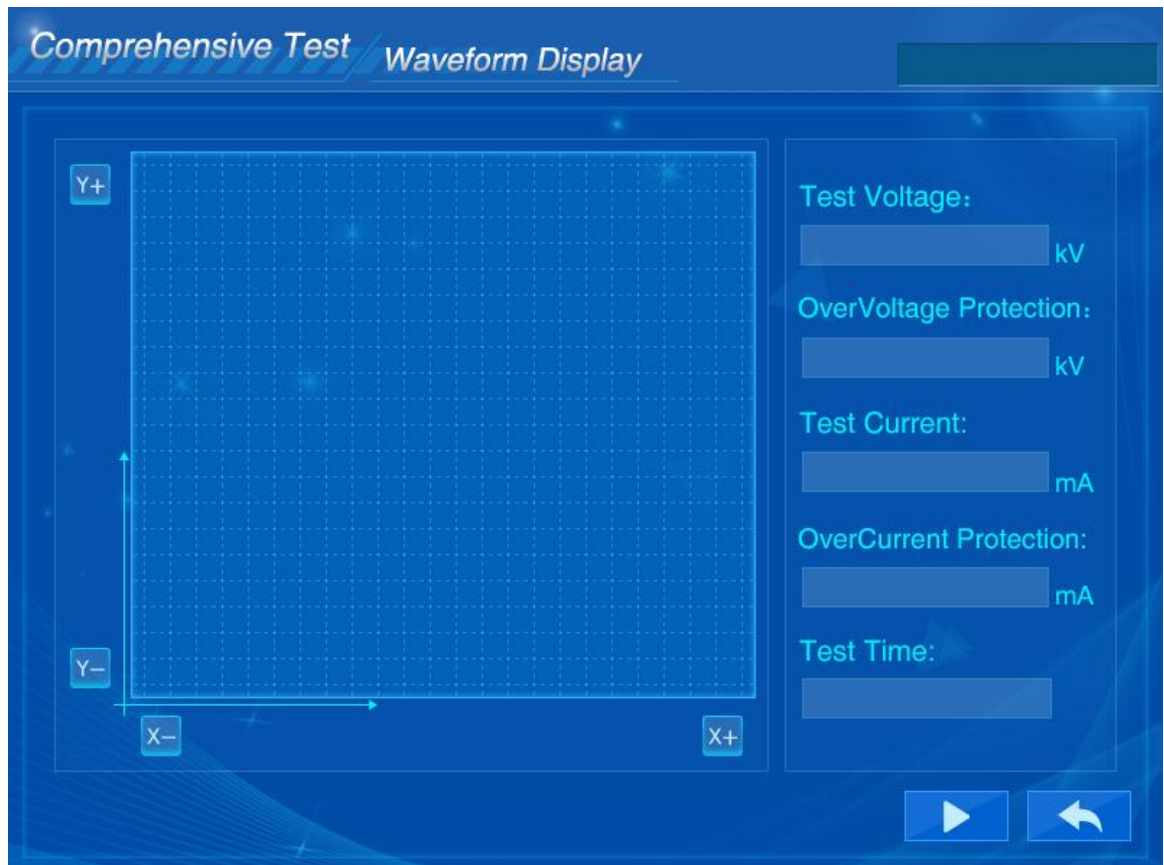 Comprehensive Test
Waveform Display
Y+
Y−
X−
X+
Test Voltage：
kV
OverVoltage Protection：
kV
Test Current:
mA
OverCurrent Protection:
mA
Test Time: